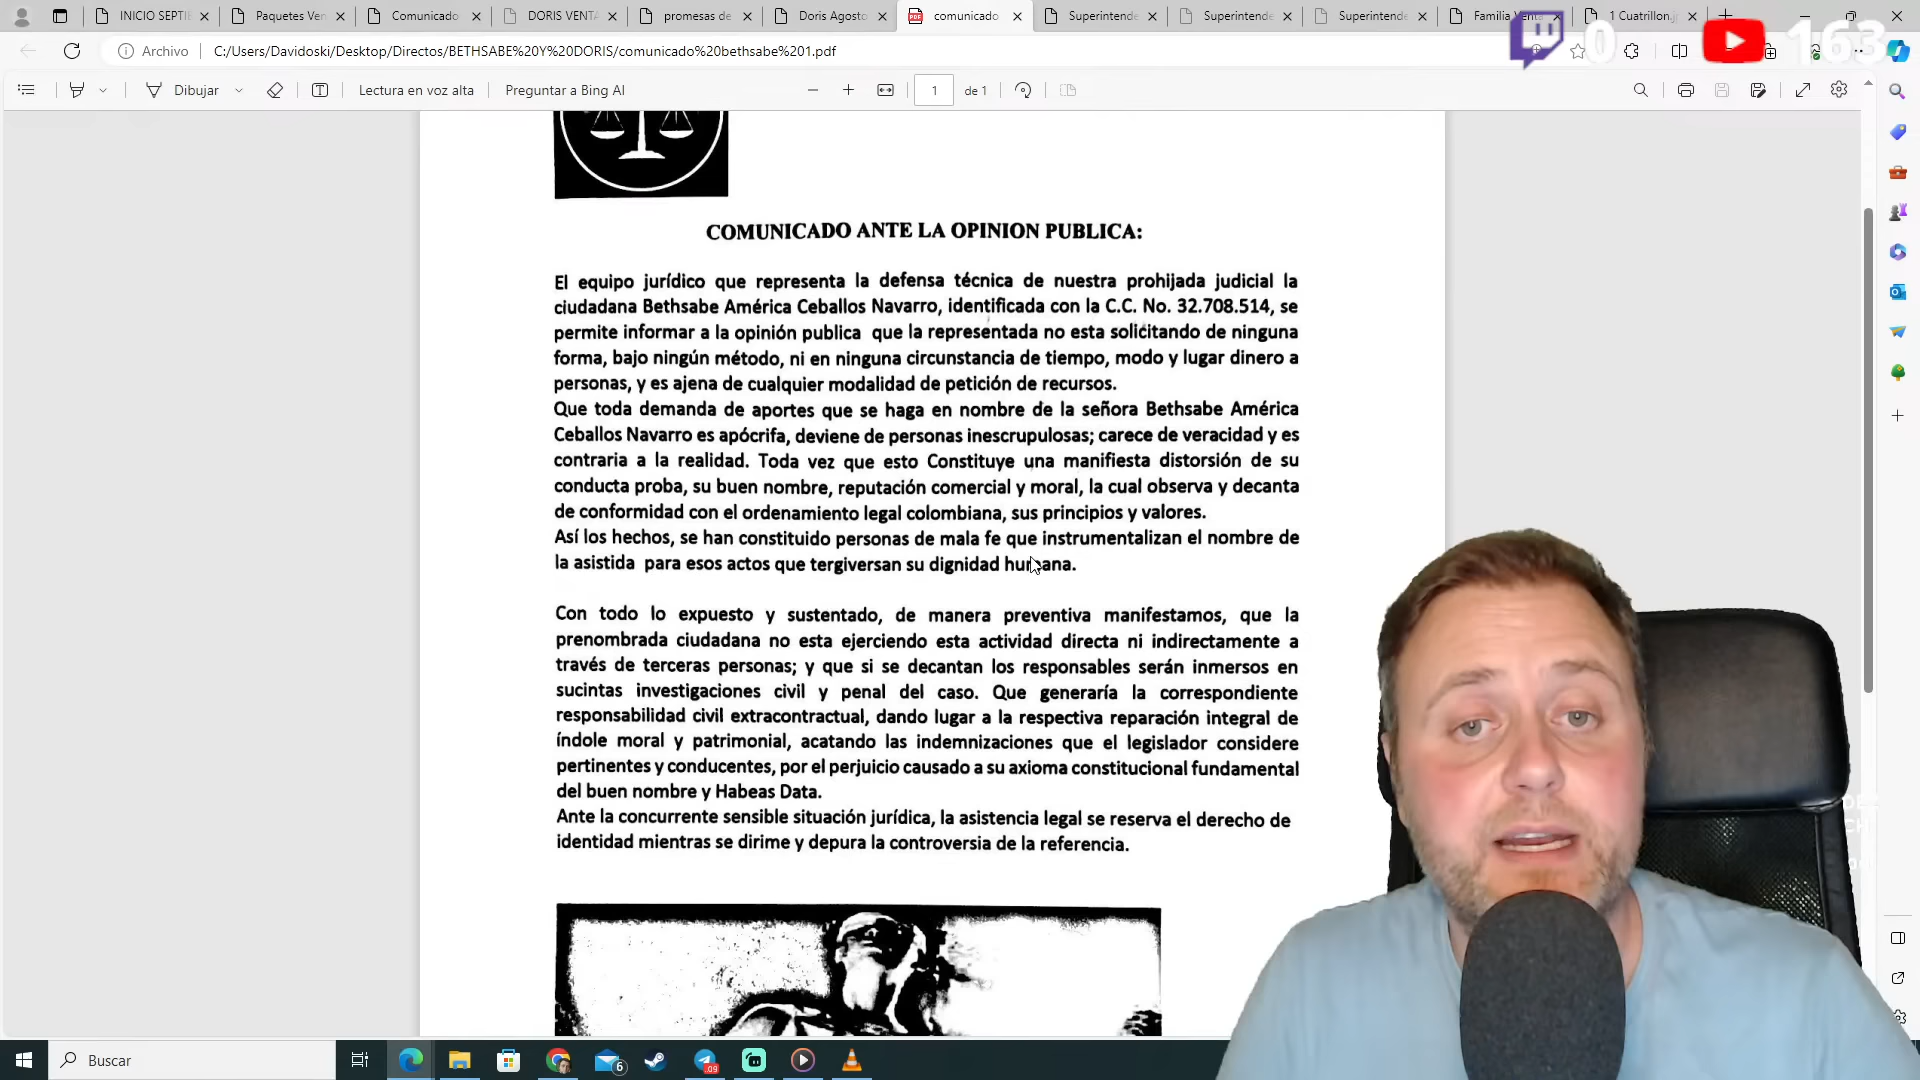 INICIO SEPTI
Paquetes Ven
Comunicado
DORIS VENTA
promesas de
Doris Agosto
comunicado
Superintende
Superintende
Superintende
Familia Venta
1 Cuatrillon.j
0
163
Archivo
C:/Users/Davidoski/Desktop/Directos/BETHSABE%20Y%20DORIS/comunicado%20bethsabe%201.pdf
Dibujar
Lectura en voz alta
Preguntar a Bing AI
1
de 1
COMUNICADO ANTE LA OPINION PUBLICA:
El equipo jurídico que representa la defensa técnica de nuestra prohijada judicial la
ciudadana Bethsabe América Ceballos Navarro, identificada con la C.C. No. 32.708.514, se
permite informar a la opinión publica que la representada no esta solicitando de ninguna
forma, bajo ningún método, ni en ninguna circunstancia de tiempo, modo y lugar dinero a
personas, y es ajena de cualquier modalidad de petición de recursos.
Que toda demanda de aportes que se haga en nombre de la señora Bethsabe América
Ceballos Navarro es apócrifa, deviene de personas inescrupulosas; carece de veracidad y es
contraria a la realidad. Toda vez que esto Constituye una manifiesta distorsión de su
conducta proba, su buen nombre, reputación comercial y moral, la cual observa y decanta
de conformidad con el ordenamiento legal colombiana, sus principios y valores.
Así los hechos, se han constituido personas de mala fe que instrumentalizan el nombre de
la asistida para esos actos que tergiversan su dignidad humana.
Con todo lo expuesto y sustentado, de manera preventiva manifestamos, que la
prenombrada ciudadana no esta ejerciendo esta actividad directa ni indirectamente a
través de terceras personas; y que si se decantan los responsables serán inmersos en
sucintas investigaciones civil y penal del caso. Que generaría la correspondiente
responsabilidad civil extracontractual, dando lugar a la respectiva reparación integral de
índole moral y patrimonial, acatando las indemnizaciones que el legislador considere
pertinentes y conducentes, por el perjuicio causado a su axioma constitucional fundamental
del buen nombre y Habeas Data.
Ante la concurrente sensible situación jurídica, la asistencia legal se reserva el derecho de
identidad mientras se dirime y depura la controversia de la referencia.
Buscar
6
.09